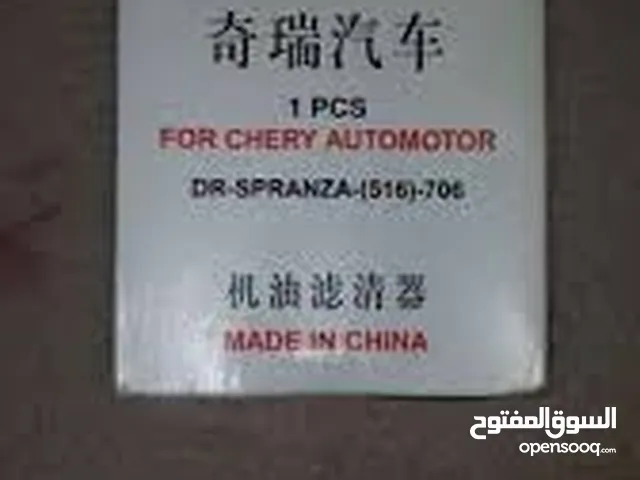 奇瑞汽车
1 PCS
FOR CHERY AUTOMOTOR
DR-SPRANZA-(516)-706
机油滤清器
MADE IN CHINA
السوق المفتوح
opensooq.com